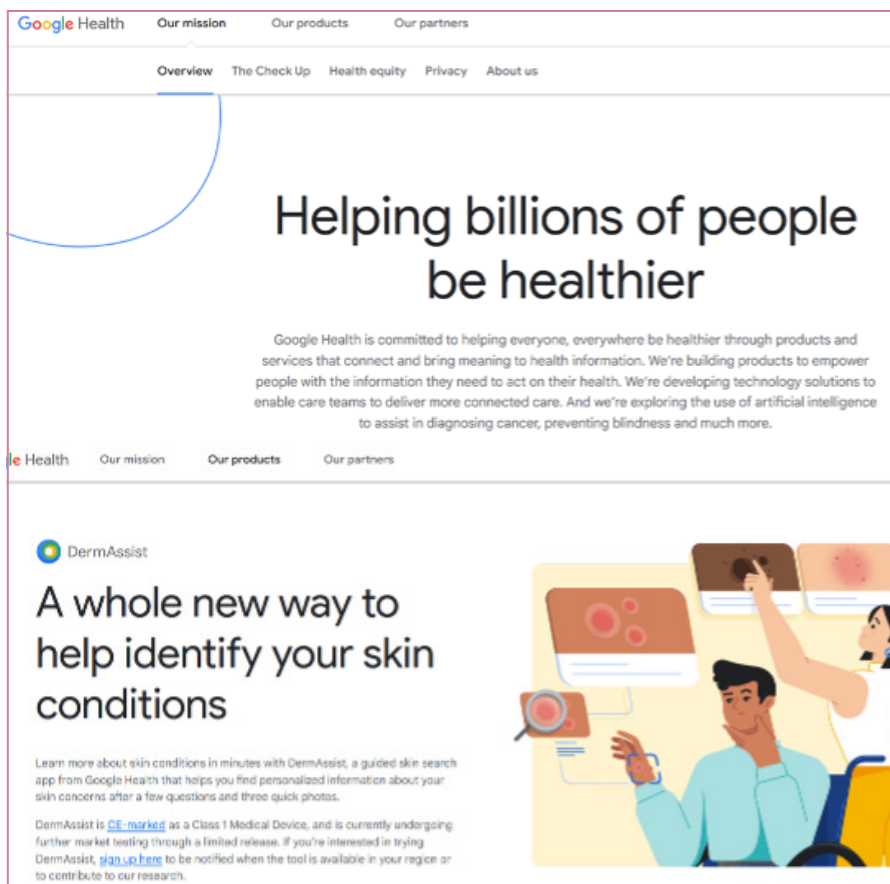 Google Health Our mission Our products Our partners
Overview The Check Up Health equity Privacy About us
Helping billions of people
be healthier
Google Health is committed to helping everyone, everywhere be healthier through products and
services that connect and bring meaning to health information. We're building products to empower
people with the information they need to act on their health. We're developing technology solutions to
enable care teams to deliver more connected care. And we're exploring the use of artificial intelligence
to assist in diagnosing cancer, preventing blindness and much more.
le Health Our mission Our products Our partners
DermAssist
A whole new way to
help identify your skin
conditions
Learn more about skin conditions in minutes with DermAssist, a guided skin search
app from Google Health that helps you find personalized information about your
skin concerns after a few questions and three quick photos.
DermAssist is CE-marked as a Class 1 Medical Device, and is currently undergoing
further market testing through a limited release. If you're interested in trying
DermAssist, sign up here to be notified when the tool is available in your region or
to contribute to our research.